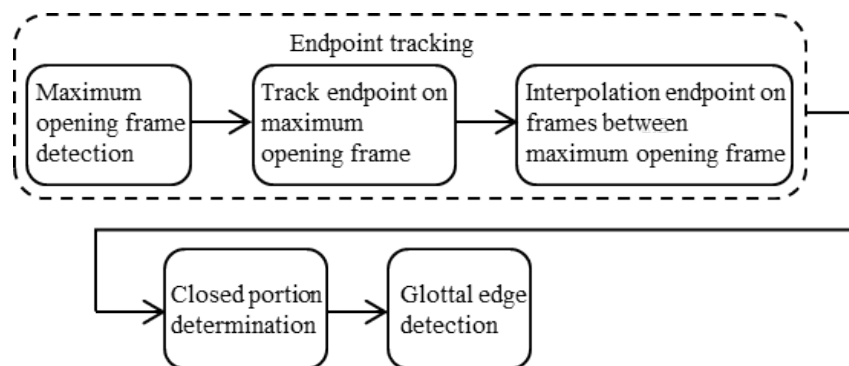 Endpoint tracking
Maximum
opening frame
detection
Track endpoint on
maximum
opening frame
Interpolation endpoint on
frames between
maximum opening frame
Closed portion
determination
Glottal edge
detection